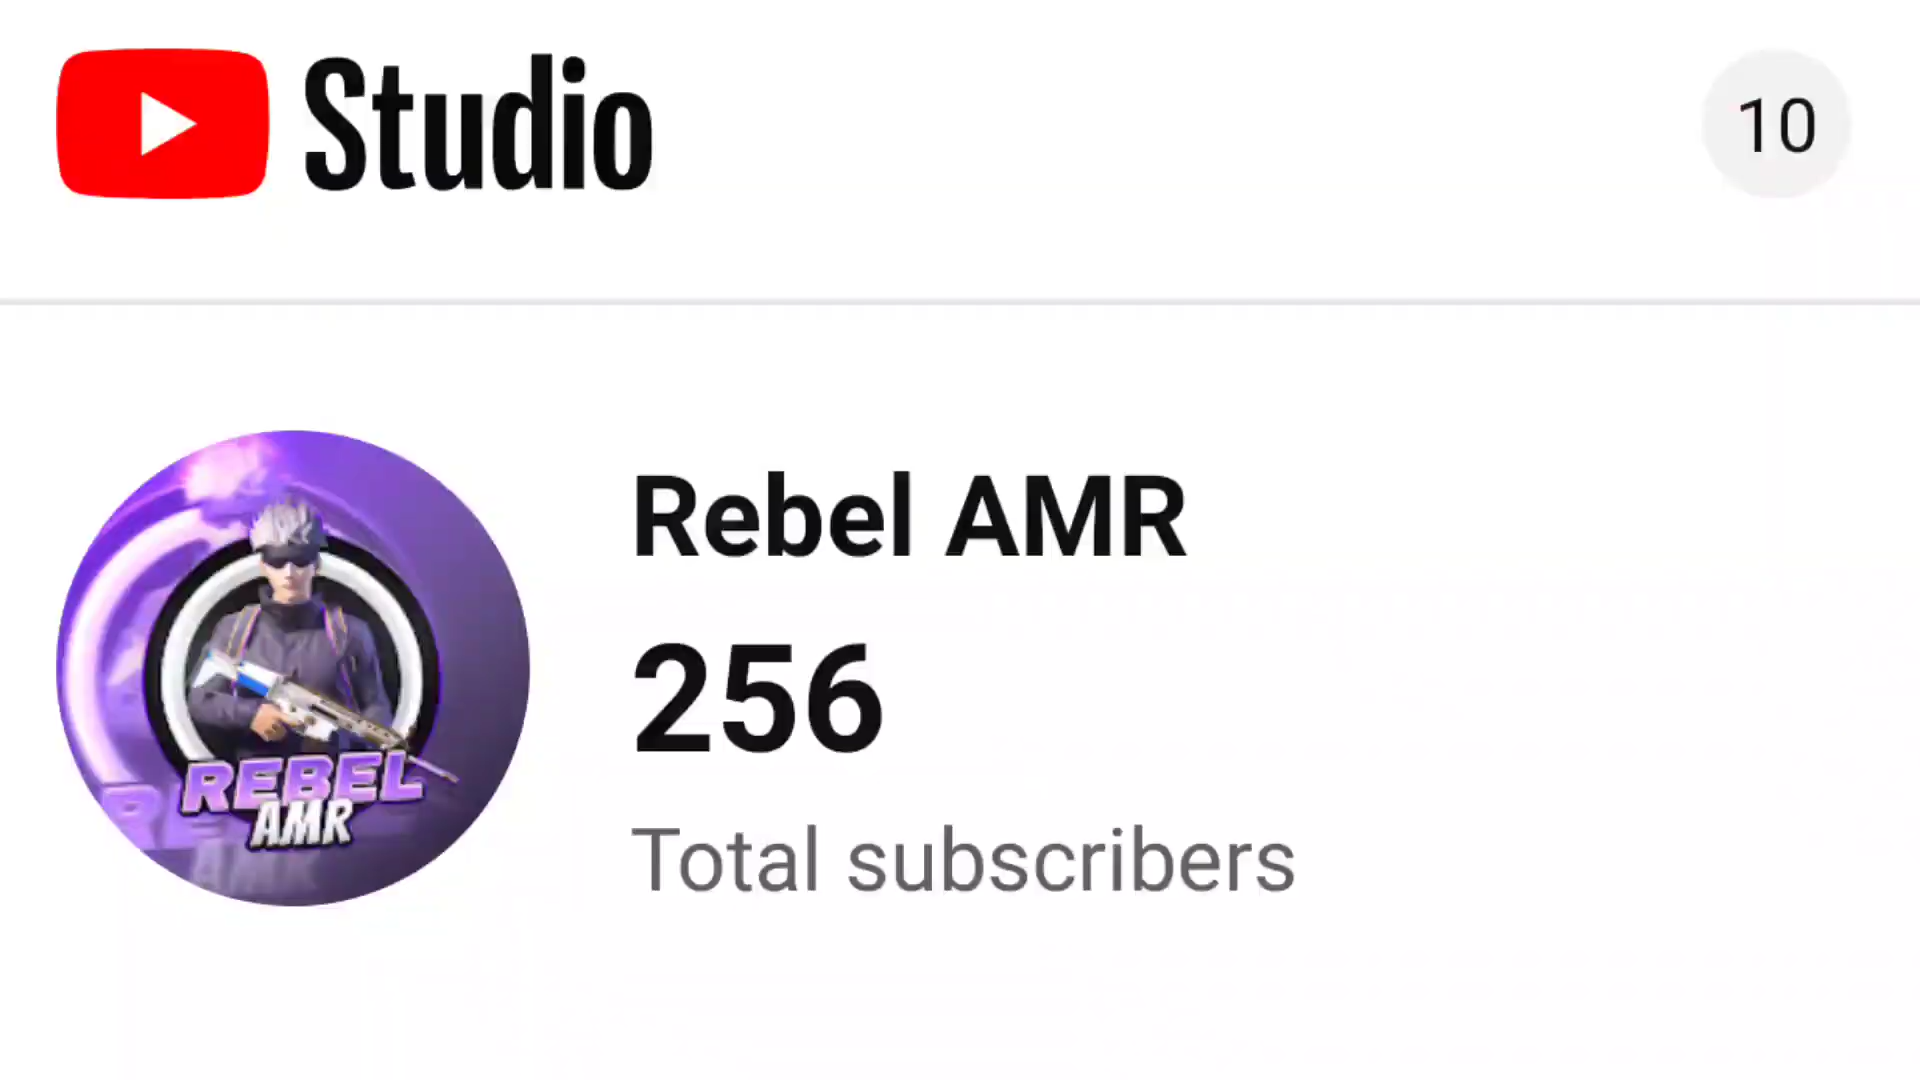 Studio
10
Rebel AMR
256
Total subscribers
REBEL
AMR